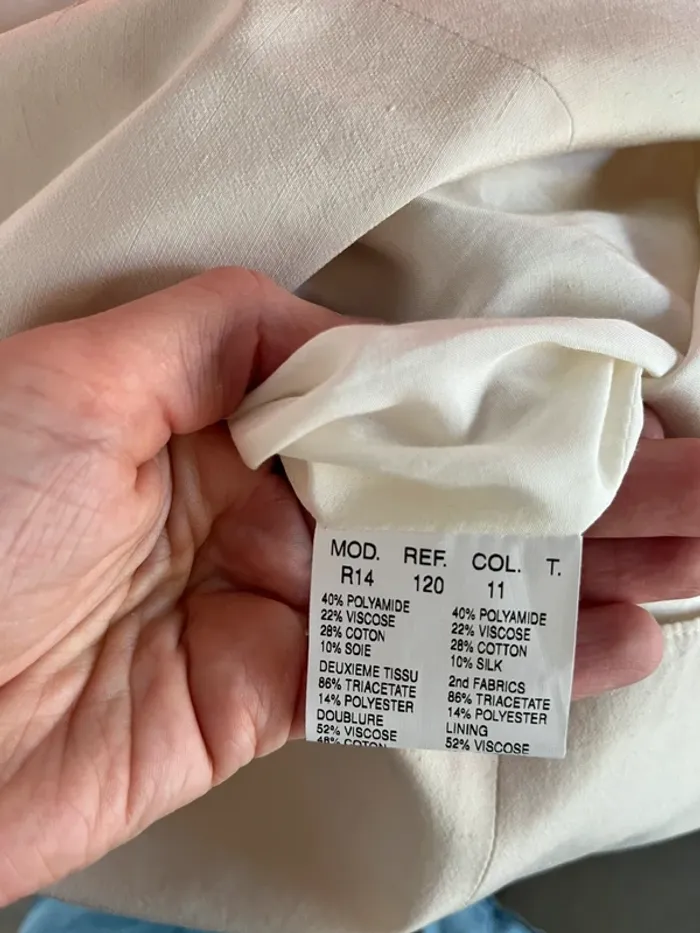 MOD. REF. COL. T.
R14 120 11
40% POLYAMIDE
22% VISCOSE
28% COTON
10% SOIE
DEUXIEME TISSU
86% TRIACETATE
14% POLYESTER
DOUBLURE
52% VISCOSE
48% COTON
40% POLYAMIDE
22% VISCOSE
28% COTTON
10% SILK
2nd FABRICS
86% TRIACETATE
14% POLYESTER
LINING
52% VISCOSE